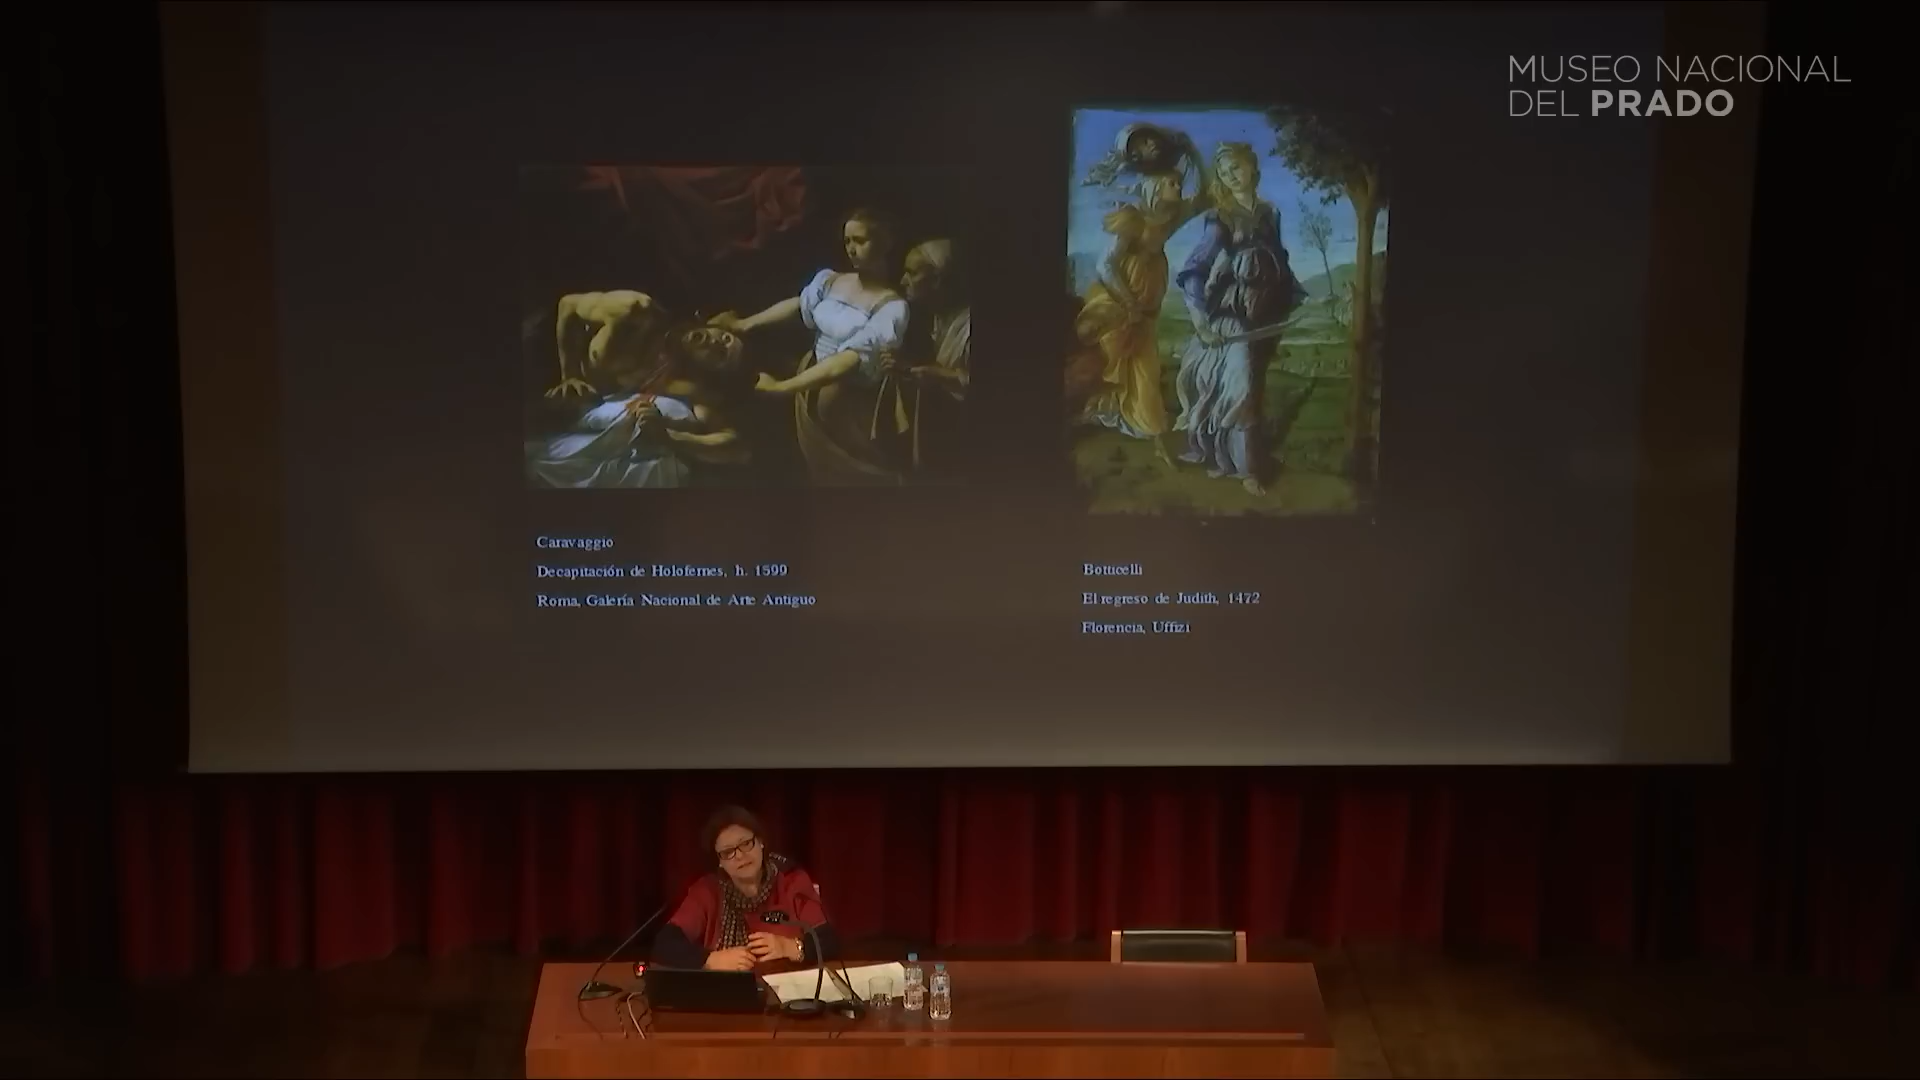 MUSEO NACIONAL
DEL PRADO
Caravaggio
Decapitación de Holofernes, h. 1599
Roma, Galería Nacional de Arte Antiguo
Botticelli
El regreso de Judith, 1472
Florencia, Uffizi